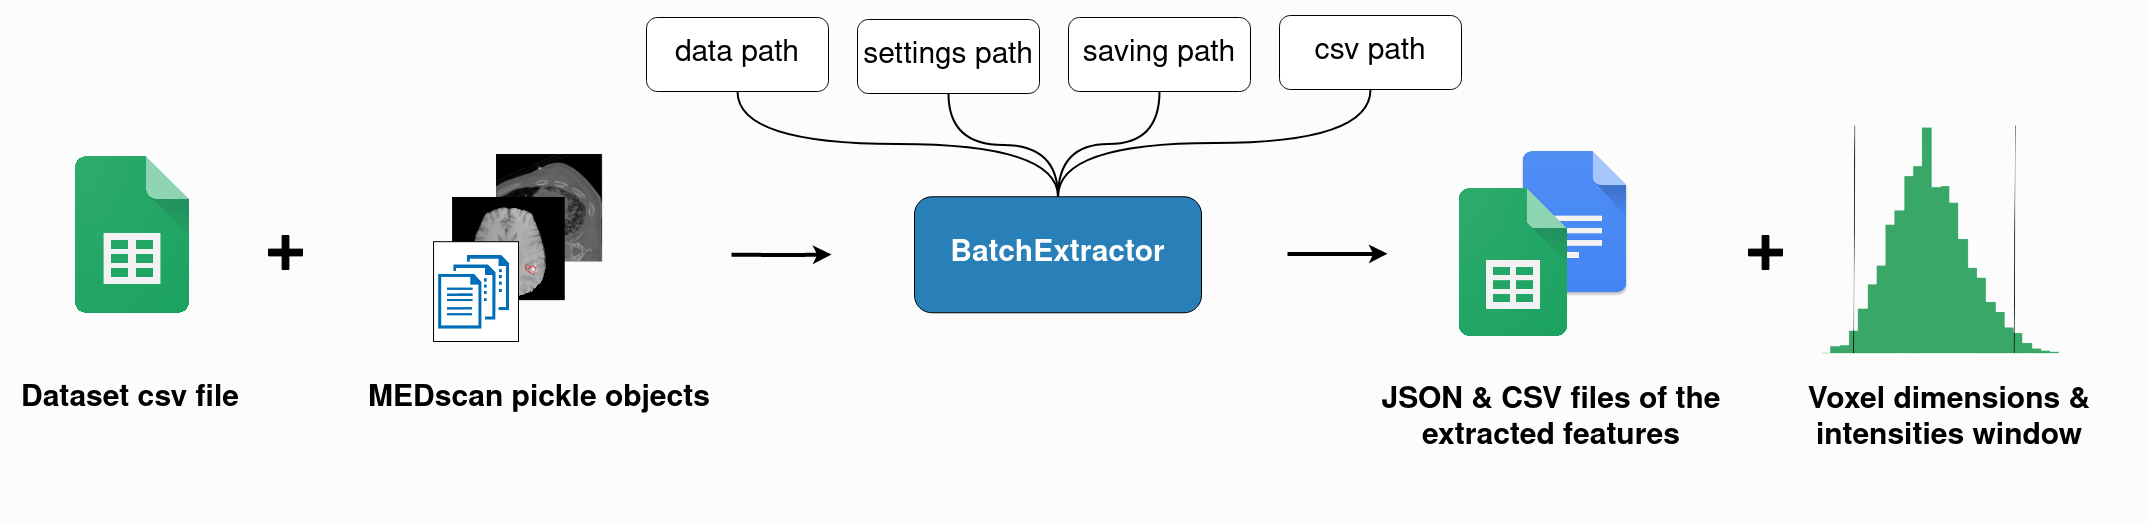 data path
settings path
saving path
csv path
BatchExtractor
Dataset csv file
MEDscan pickle objects
JSON & CSV files of the
extracted features
Voxel dimensions &
intensities window